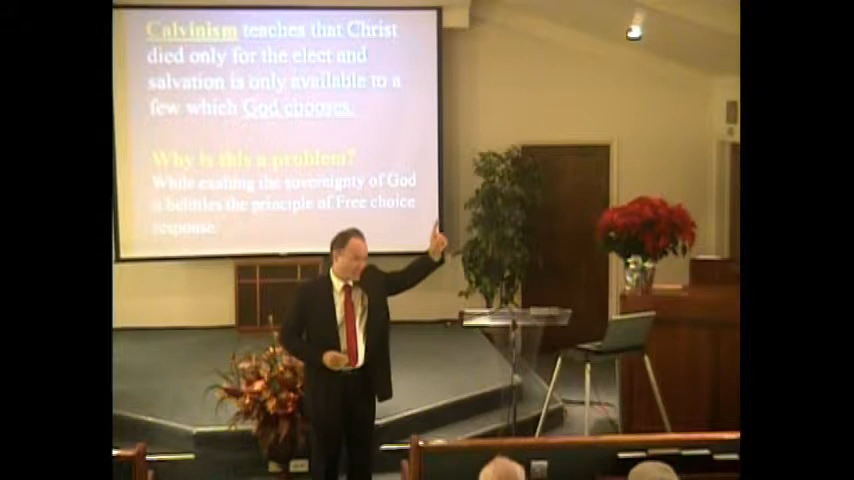 Calvinism teaches that Christ
died only for the elect and
salvation is only available to a
few which God chooses.
Why is this a problem?
While exalting the sovereignty of God
it belittles the principle of Free choice
response.